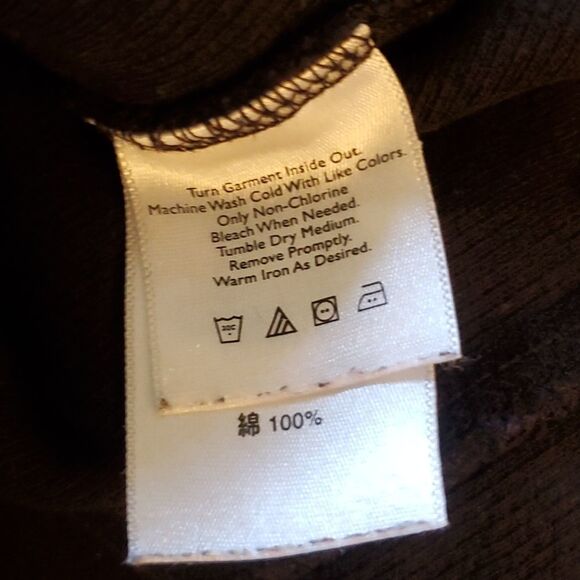 Turn Garment Inside Out.
Machine Wash Cold With Like Colors.
Only Non-Chlorine
Bleach When Needed.
Tumble Dry Medium.
Remove Promptly.
Warm Iron As Desired.
綿 100%